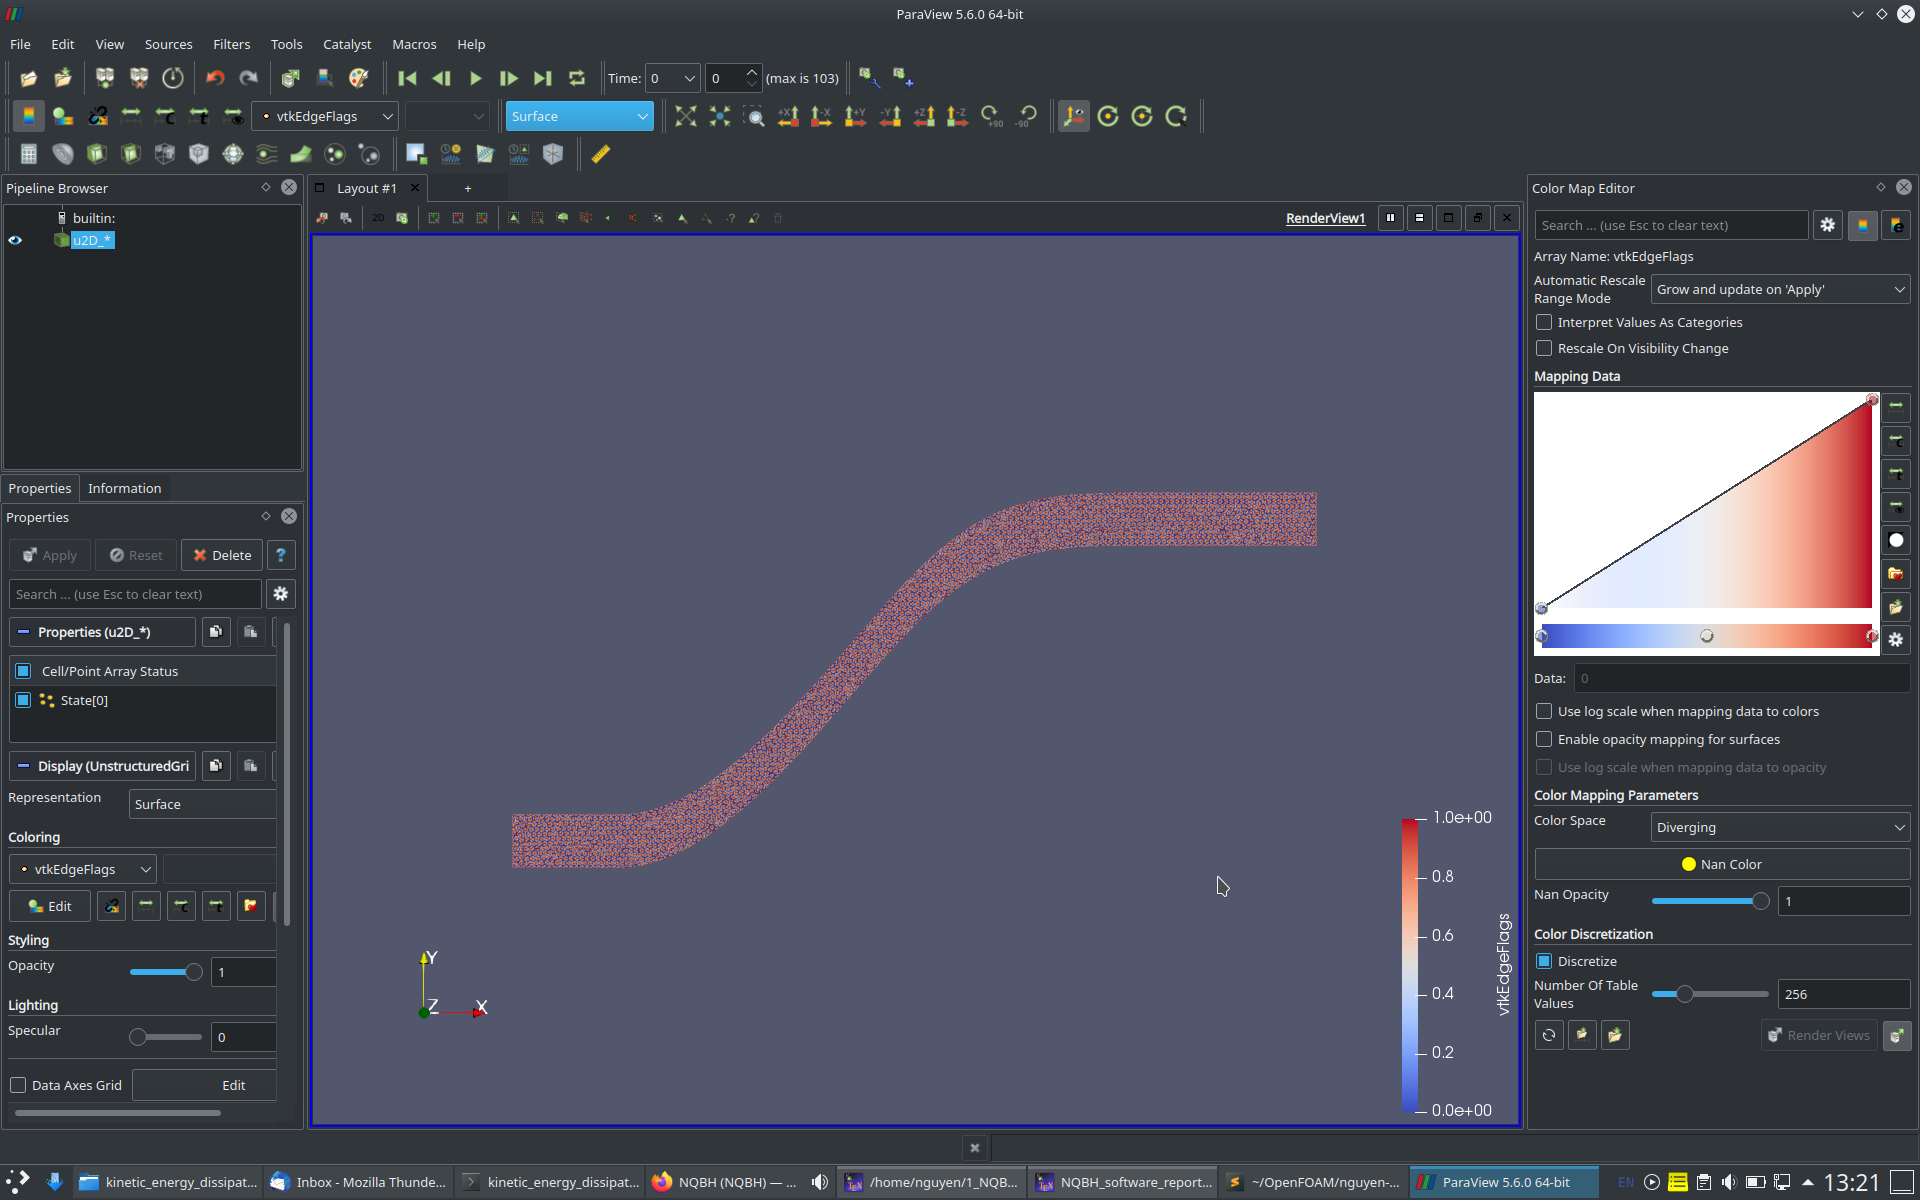 ParaView 5.6.0 64-bit
File Edit View Sources Filters Tools Catalyst Macros Help
Time: 0 0 (max is 103)
vtkEdgeFlags Surface
+X -X +Y -Y +Z -Z +90 -90
Pipeline Browser
builtin:
u2D_*
Properties Information
Properties
Apply Reset Delete ?
Search ... (use Esc to clear text)
Properties (u2D_*)
Cell/Point Array Status
State[0]
Display (UnstructuredGri
Representation Surface
Coloring
vtkEdgeFlags
Edit
Styling
Opacity 1
Lighting
Specular 0
Data Axes Grid Edit
Layout #1 +
2D RenderView1
Y
Z X
1.0e+00
0.8
0.6
0.4
0.2
0.0e+00
vtkEdgeFlags
Color Map Editor
Search ... (use Esc to clear text)
Array Name: vtkEdgeFlags
Automatic Rescale
Range Mode
Grow and update on 'Apply'
Interpret Values As Categories
Rescale On Visibility Change
Mapping Data
Data: 0
Use log scale when mapping data to colors
Enable opacity mapping for surfaces
Use log scale when mapping data to opacity
Color Mapping Parameters
Color Space Diverging
Nan Color
Nan Opacity 1
Color Discretization
Discretize
Number Of Table
Values
256
Render Views
kinetic_energy_dissipat... Inbox - Mozilla Thunde... kinetic_energy_dissipat... NQBH (NQBH) — ... /home/nguyen/1_NQB... NQBH_software_report... ~/OpenFOAM/nguyen-... ParaView 5.6.0 64-bit EN 13:21